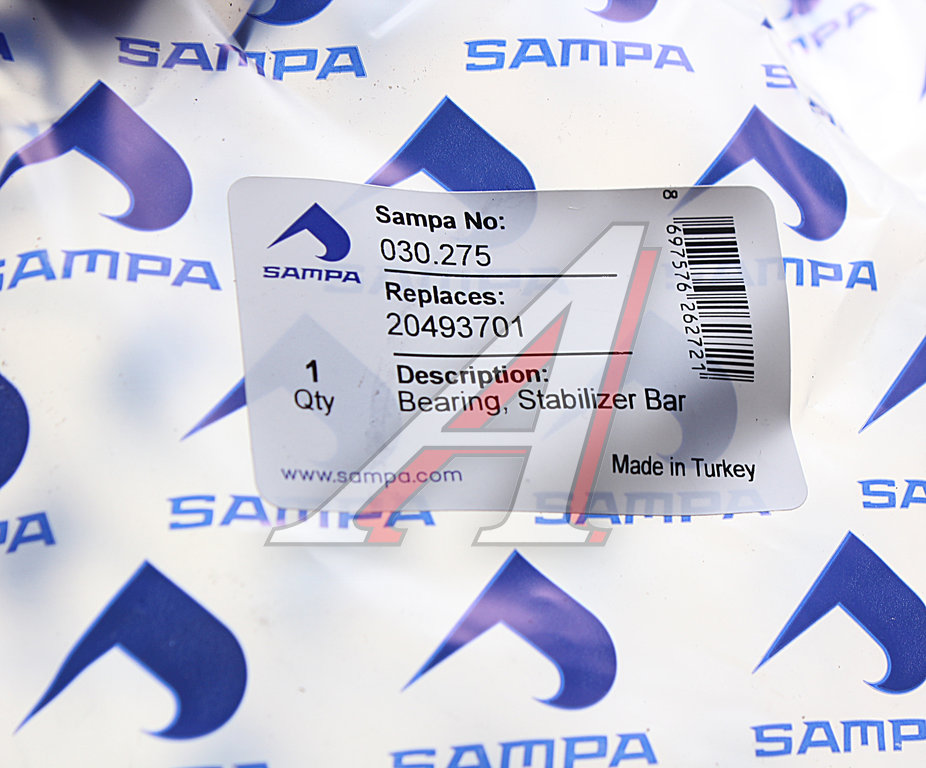 SAMPA
SAMPA
SAMPA
SAMPA
SAMPA
Sampa No:
030.275
Replaces:
20493701
1
Qty
Description:
Bearing, Stabilizer Bar
www.sampa.com
Made in Turkey
8 697576 262721
SAMPA
SAMPA
SAMPA
SAMPA
SAMPA